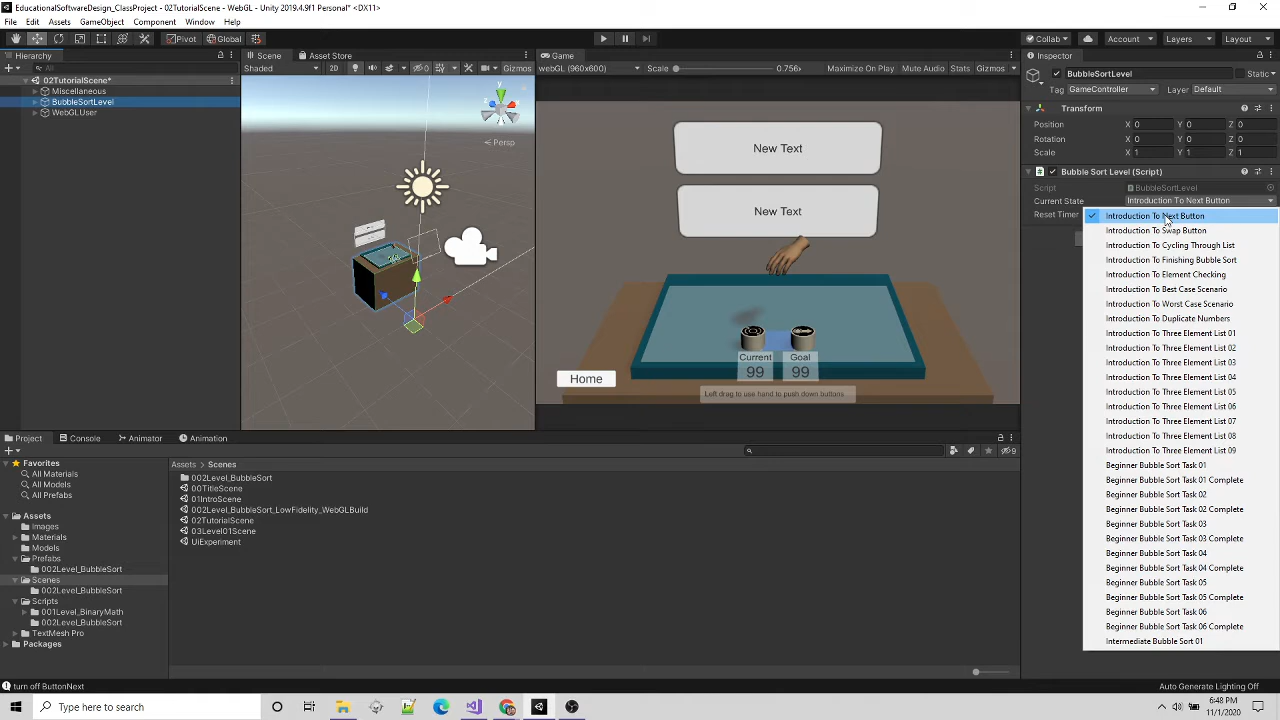 EducationalSoftwareDesign_ClassProject - 02TutorialScene - WebGL - Unity 2019.4.9f1 Personal* <DX11>
File Edit Assets GameObject Component Window Help
Pivot Global Collab Account Layers Layout
Hierarchy
All
02TutorialScene*
Miscellaneous
BubbleSortLevel
WebGLUser
Scene Asset Store
Shaded 2D 0 Gizmos
Y
Persp
Game
webGL (960x600) Scale 0.756x Maximize On Play Mute Audio Stats Gizmos
New Text
New Text
Current Goal
99 99
Home
Left drag to use hand to push down buttons
Inspector
BubbleSortLevel Static
Tag GameController Layer Default
Transform
Position X 0 Y 0 Z 0
Rotation X 0 Y 0 Z 0
Scale X 1 Y 1 Z 1
Bubble Sort Level (Script)
Script BubbleSortLevel
Current State Introduction To Next Button
Reset Timer
Introduction To Next Button
Introduction To Swap Button
Introduction To Cycling Through List
Introduction To Finishing Bubble Sort
Introduction To Element Checking
Introduction To Best Case Scenario
Introduction To Worst Case Scenario
Introduction To Duplicate Numbers
Introduction To Three Element List 01
Introduction To Three Element List 02
Introduction To Three Element List 03
Introduction To Three Element List 04
Introduction To Three Element List 05
Introduction To Three Element List 06
Introduction To Three Element List 07
Introduction To Three Element List 08
Introduction To Three Element List 09
Beginner Bubble Sort Task 01
Beginner Bubble Sort Task 01 Complete
Beginner Bubble Sort Task 02
Beginner Bubble Sort Task 02 Complete
Beginner Bubble Sort Task 03
Beginner Bubble Sort Task 03 Complete
Beginner Bubble Sort Task 04
Beginner Bubble Sort Task 04 Complete
Beginner Bubble Sort Task 05
Beginner Bubble Sort Task 05 Complete
Beginner Bubble Sort Task 06
Beginner Bubble Sort Task 06 Complete
Intermediate Bubble Sort 01
Project Console Animator Animation
9
Favorites
All Materials
All Models
All Prefabs
Assets
Images
Materials
Models
Prefabs
002Level_BubbleSort
Scenes
002Level_BubbleSort
Scripts
001Level_BinaryMath
002Level_BubbleSort
TextMesh Pro
Packages
Assets > Scenes
002Level_BubbleSort
00TitleScene
01IntroScene
002Level_BubbleSort_LowFidelity_WebGLBuild
02TutorialScene
03Level01Scene
UiExperiment
turn off ButtonNext
Auto Generate Lighting Off
Type here to search
6:48 PM
11/1/2020